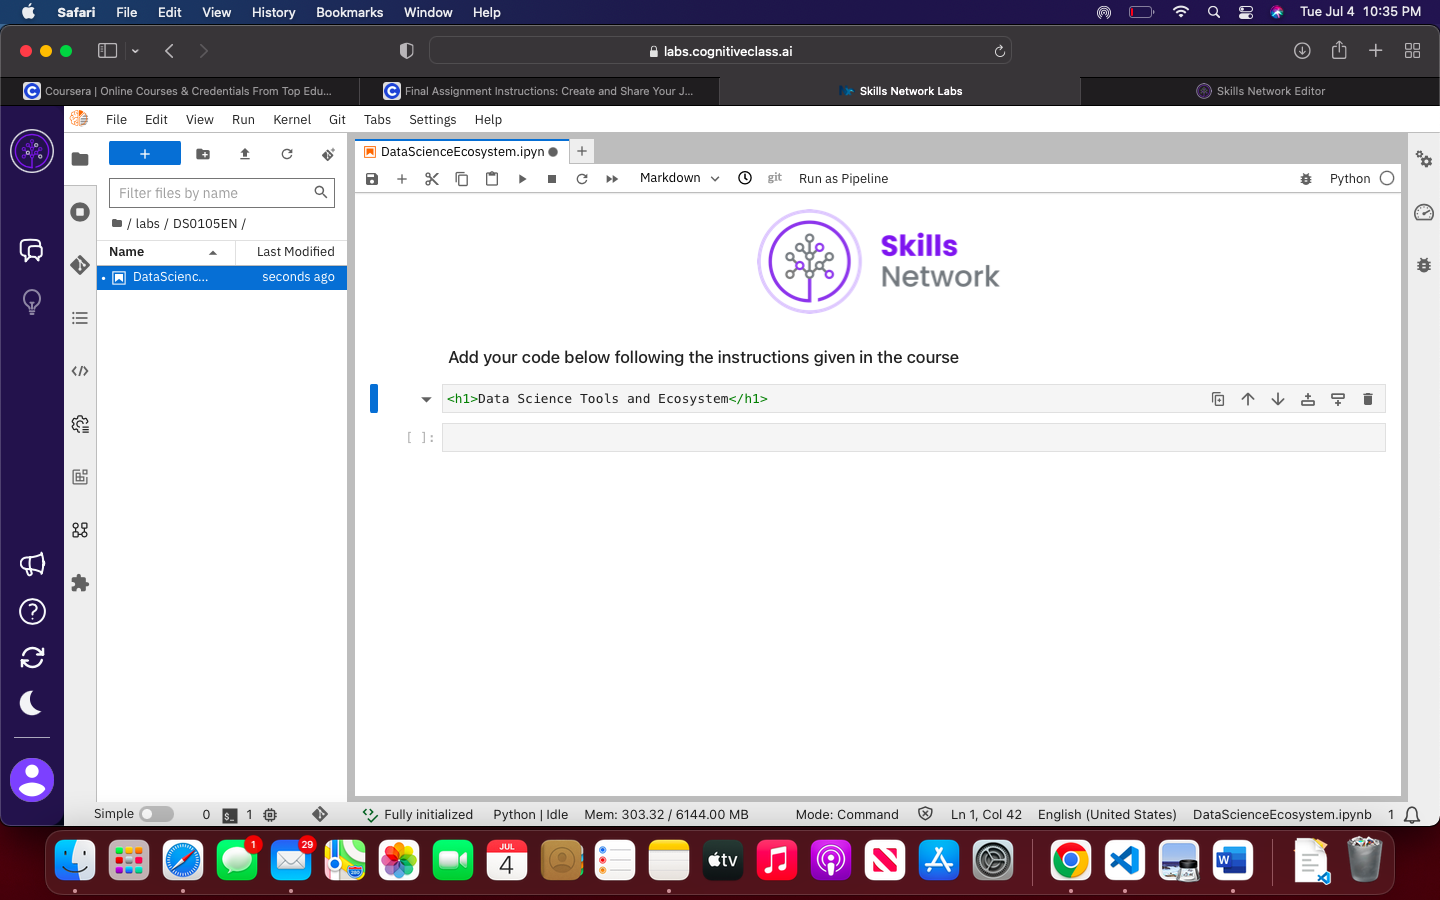 Safari File Edit View History Bookmarks Window Help Tue Jul 4 10:35 PM
labs.cognitiveclass.ai
Coursera | Online Courses & Credentials From Top Edu... Final Assignment Instructions: Create and Share Your J... Skills Network Labs Skills Network Editor
File Edit View Run Kernel Git Tabs Settings Help
DataScienceEcosystem.ipyn
Markdown git Run as Pipeline Python
Filter files by name
/ labs / DS0105EN /
Name Last Modified
DataScienc... seconds ago
Skills
Network
Add your code below following the instructions given in the course
<h1>Data Science Tools and Ecosystem</h1>
[ ]:
Simple 0 $_ 1 Fully initialized Python | Idle Mem: 303.32 / 6144.00 MB Mode: Command Ln 1, Col 42 English (United States) DataScienceEcosystem.ipynb 1
1 29 JUL 4 tv W